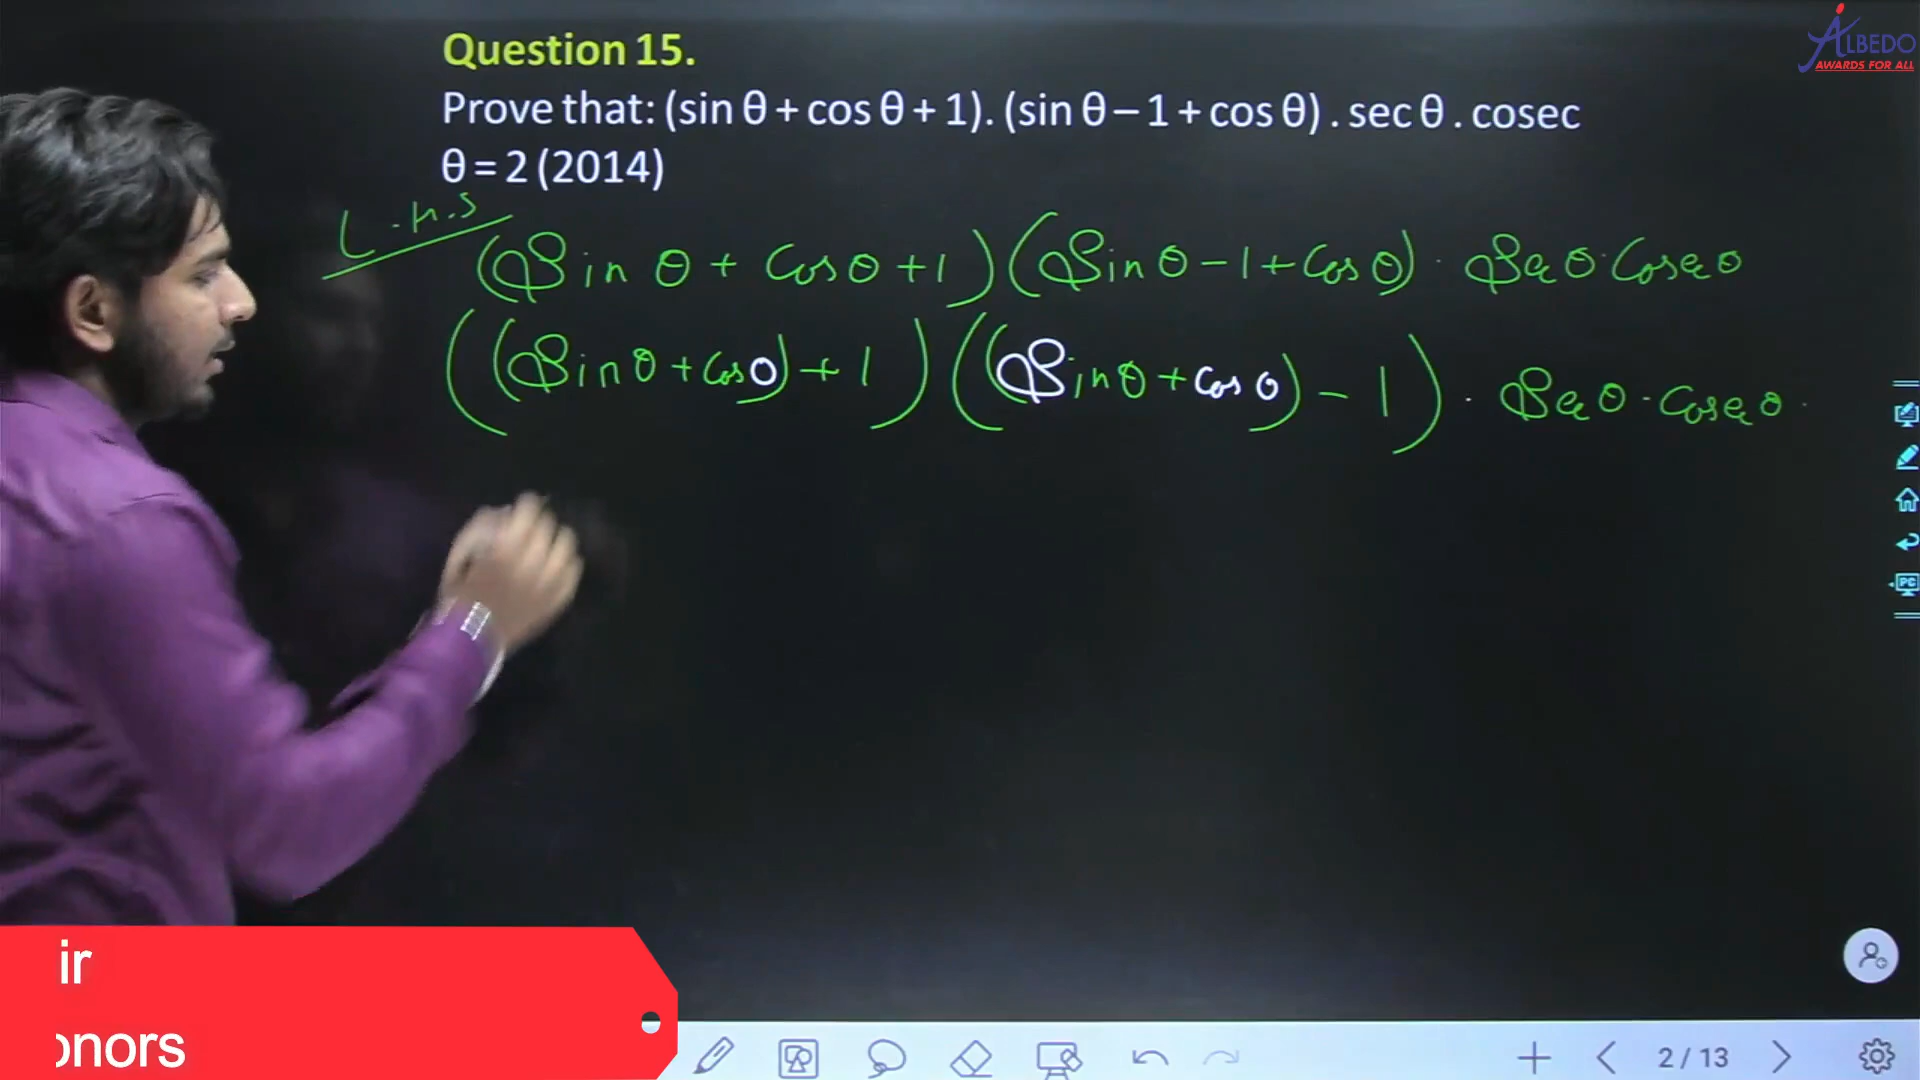 ALBEDO
AWARDS FOR ALL
Question 15.
Prove that: (sin θ + cos θ + 1). (sin θ – 1 + cos θ) . sec θ . cosec
θ = 2 (2014)
L.H.S
(Sin θ + Cos θ + 1) (Sin θ - 1 + Cos θ) · Sec θ · Cosec θ
((Sin θ + Cos θ) + 1) ((Sin θ + Cos θ) - 1) · Sec θ · Cosec θ ·
PC
ir
onors
2 / 13